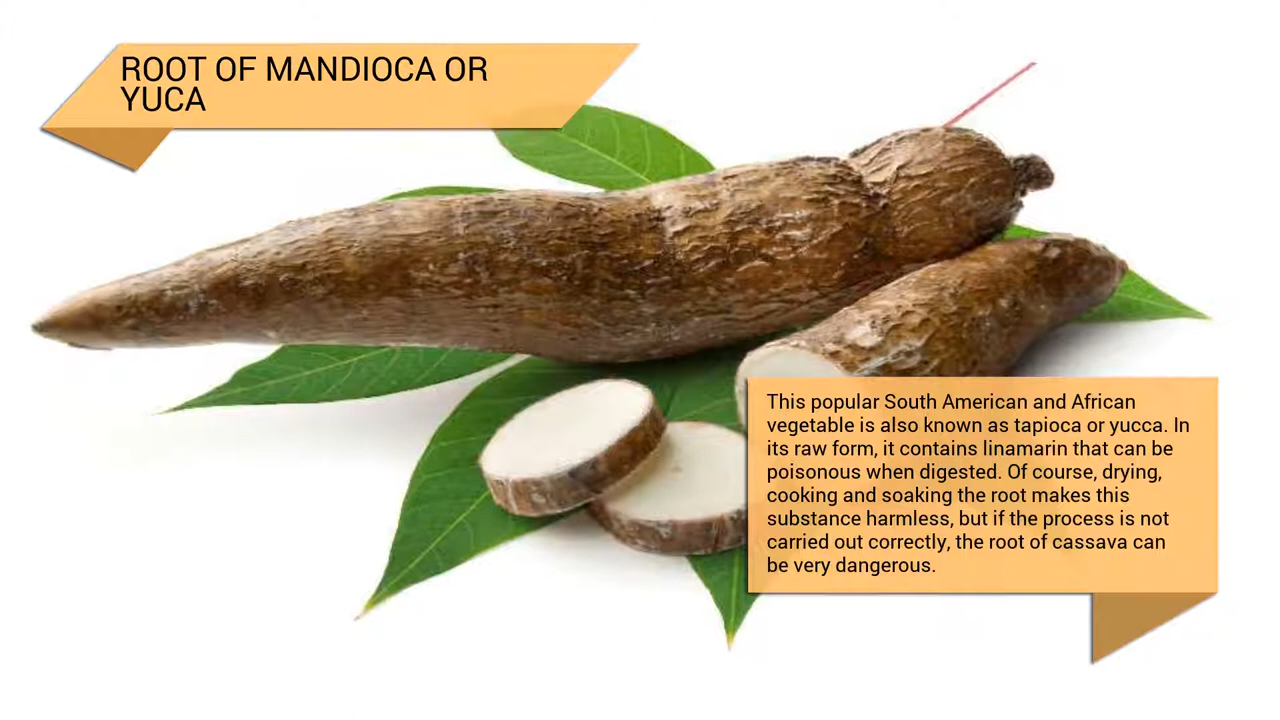 ROOT OF MANDIOCA OR
YUCA
This popular South American and African
vegetable is also known as tapioca or yucca. In
its raw form, it contains linamarin that can be
poisonous when digested. Of course, drying,
cooking and soaking the root makes this
substance harmless, but if the process is not
carried out correctly, the root of cassava can
be very dangerous.